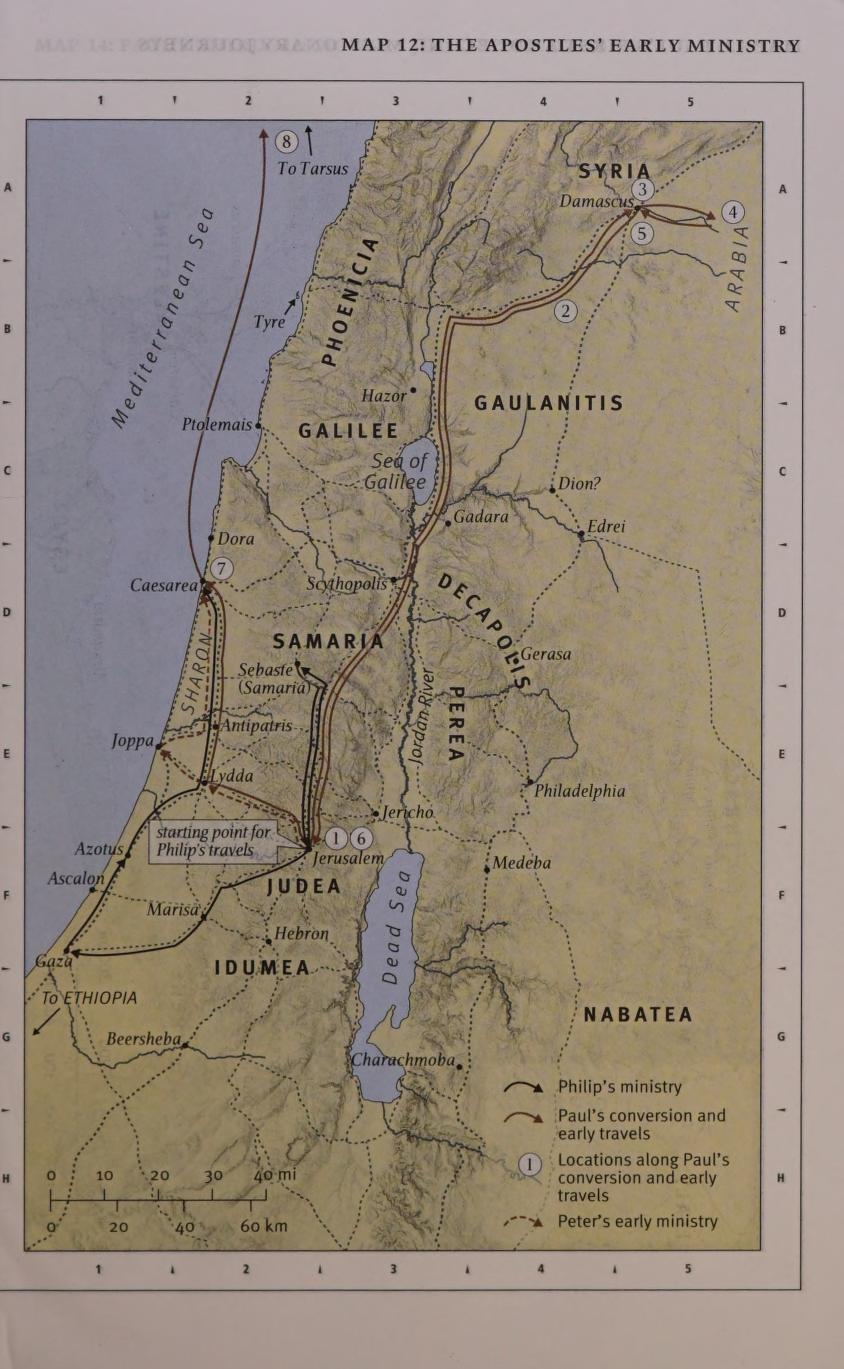 MAP 12: THE APOSTLES' EARLY MINISTRY
1 2 3 4 5
8
To Tarsus
A
SYRIA
3
A
Damascus
4
5
Mediterranean Sea
ARABIA
PHOENICIA
Tyre
B
2
B
Hazor
GAULANITIS
Ptolemais
GALILEE
C
Sea of
Galilee
C
Dion?
Gadara
Edrei
Dora
7
Caesarea
Scythopolis
DECAPOLIS
D
D
SHARON
SAMARIA
Gerasa
Sebaste
(Samaria)
Jordan River
PEREA
Antipatris
Joppa
E
E
Lydda
Philadelphia
Jericho
starting point for
Philip's travels
1 6
Jerusalem
Azotus
Medeba
Ascalon
JUDEA
F
F
Marisa
Dead Sea
Hebron
Gaza
IDUMEA
To ETHIOPIA
NABATEA
G
Beersheba
G
Charachmoba
Philip's ministry
Paul's conversion and
early travels
1
Locations along Paul's
conversion and early
travels
H
H
0 10 20 30 40 mi
0 20 40 60 km
Peter's early ministry
1 2 3 4 5